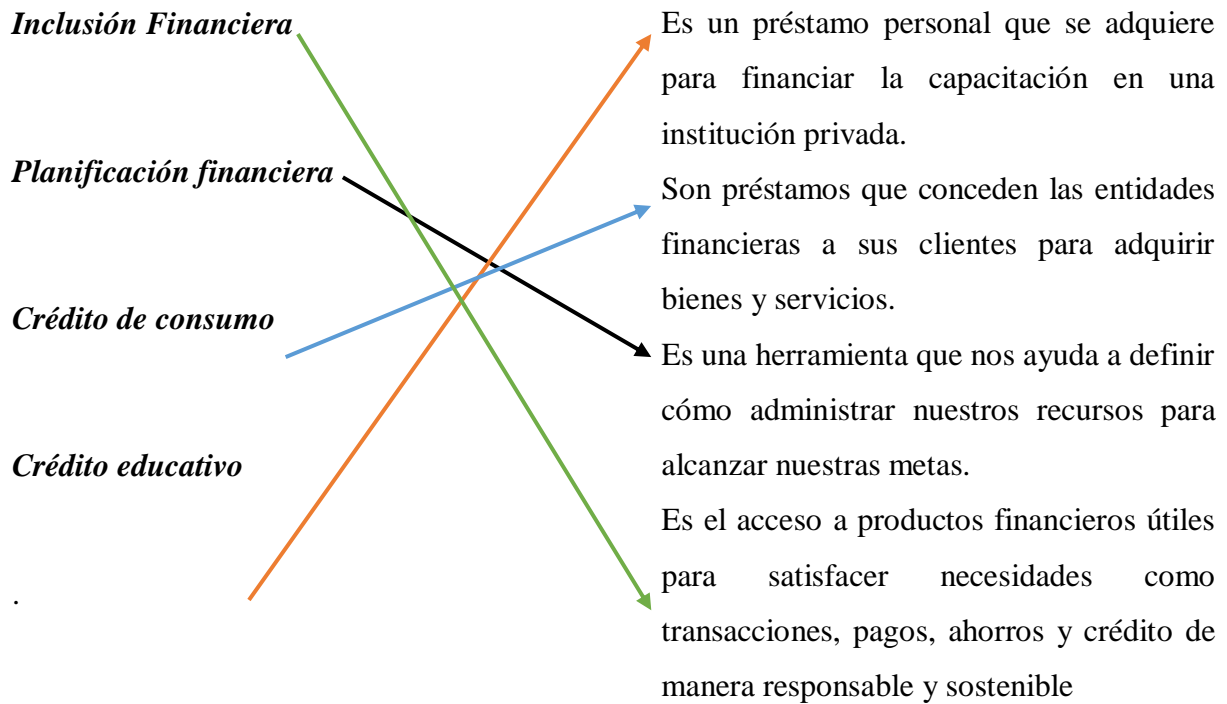 Inclusión Financiera
Planificación financiera
Crédito de consumo
Crédito educativo
.
Es un préstamo personal que se adquiere
para financiar la capacitación en una
institución privada.
Son préstamos que conceden las entidades
financieras a sus clientes para adquirir
bienes y servicios.
Es una herramienta que nos ayuda a definir
cómo administrar nuestros recursos para
alcanzar nuestras metas.
Es el acceso a productos financieros útiles
para satisfacer necesidades como
transacciones, pagos, ahorros y crédito de
manera responsable y sostenible